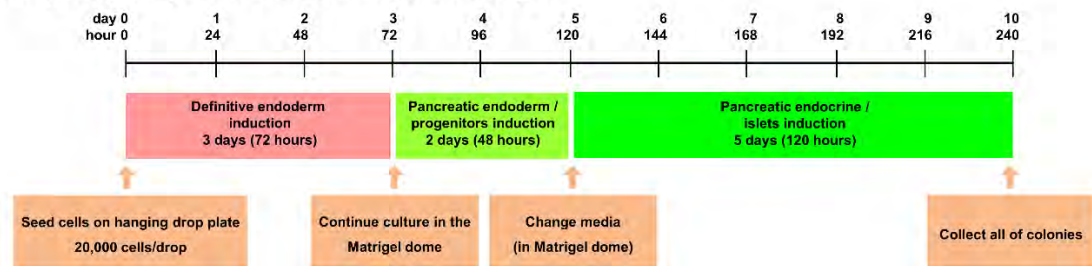 day 0 1 2 3 4 5 6 7 8 9 10
hour 0 24 48 72 96 120 144 168 192 216 240
Definitive endoderm
induction
3 days (72 hours)
Pancreatic endoderm /
progenitors induction
2 days (48 hours)
Pancreatic endocrine /
islets induction
5 days (120 hours)
Seed cells on hanging drop plate
20,000 cells/drop
Continue culture in the
Matrigel dome
Change media
(in Matrigel dome)
Collect all of colonies